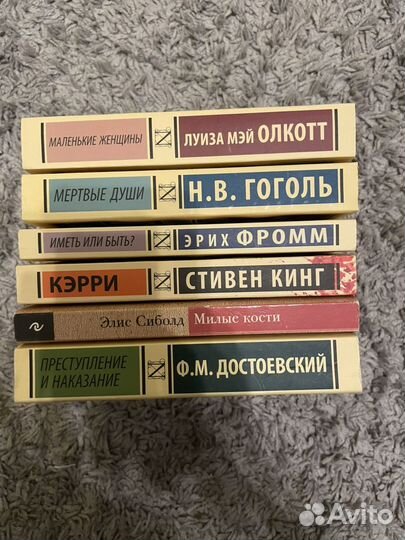 МАЛЕНЬКИЕ ЖЕНЩИНЫ ЛУИЗА МЭЙ ОЛКОТТ
МЕРТВЫЕ ДУШИ Н.В. ГОГОЛЬ
ИМЕТЬ ИЛИ БЫТЬ? ЭРИХ ФРОММ
КЭРРИ СТИВЕН КИНГ
Элис Сиболд Милые кости
ПРЕСТУПЛЕНИЕ
И НАКАЗАНИЕ
Ф.М. ДОСТОЕВСКИЙ
Avito